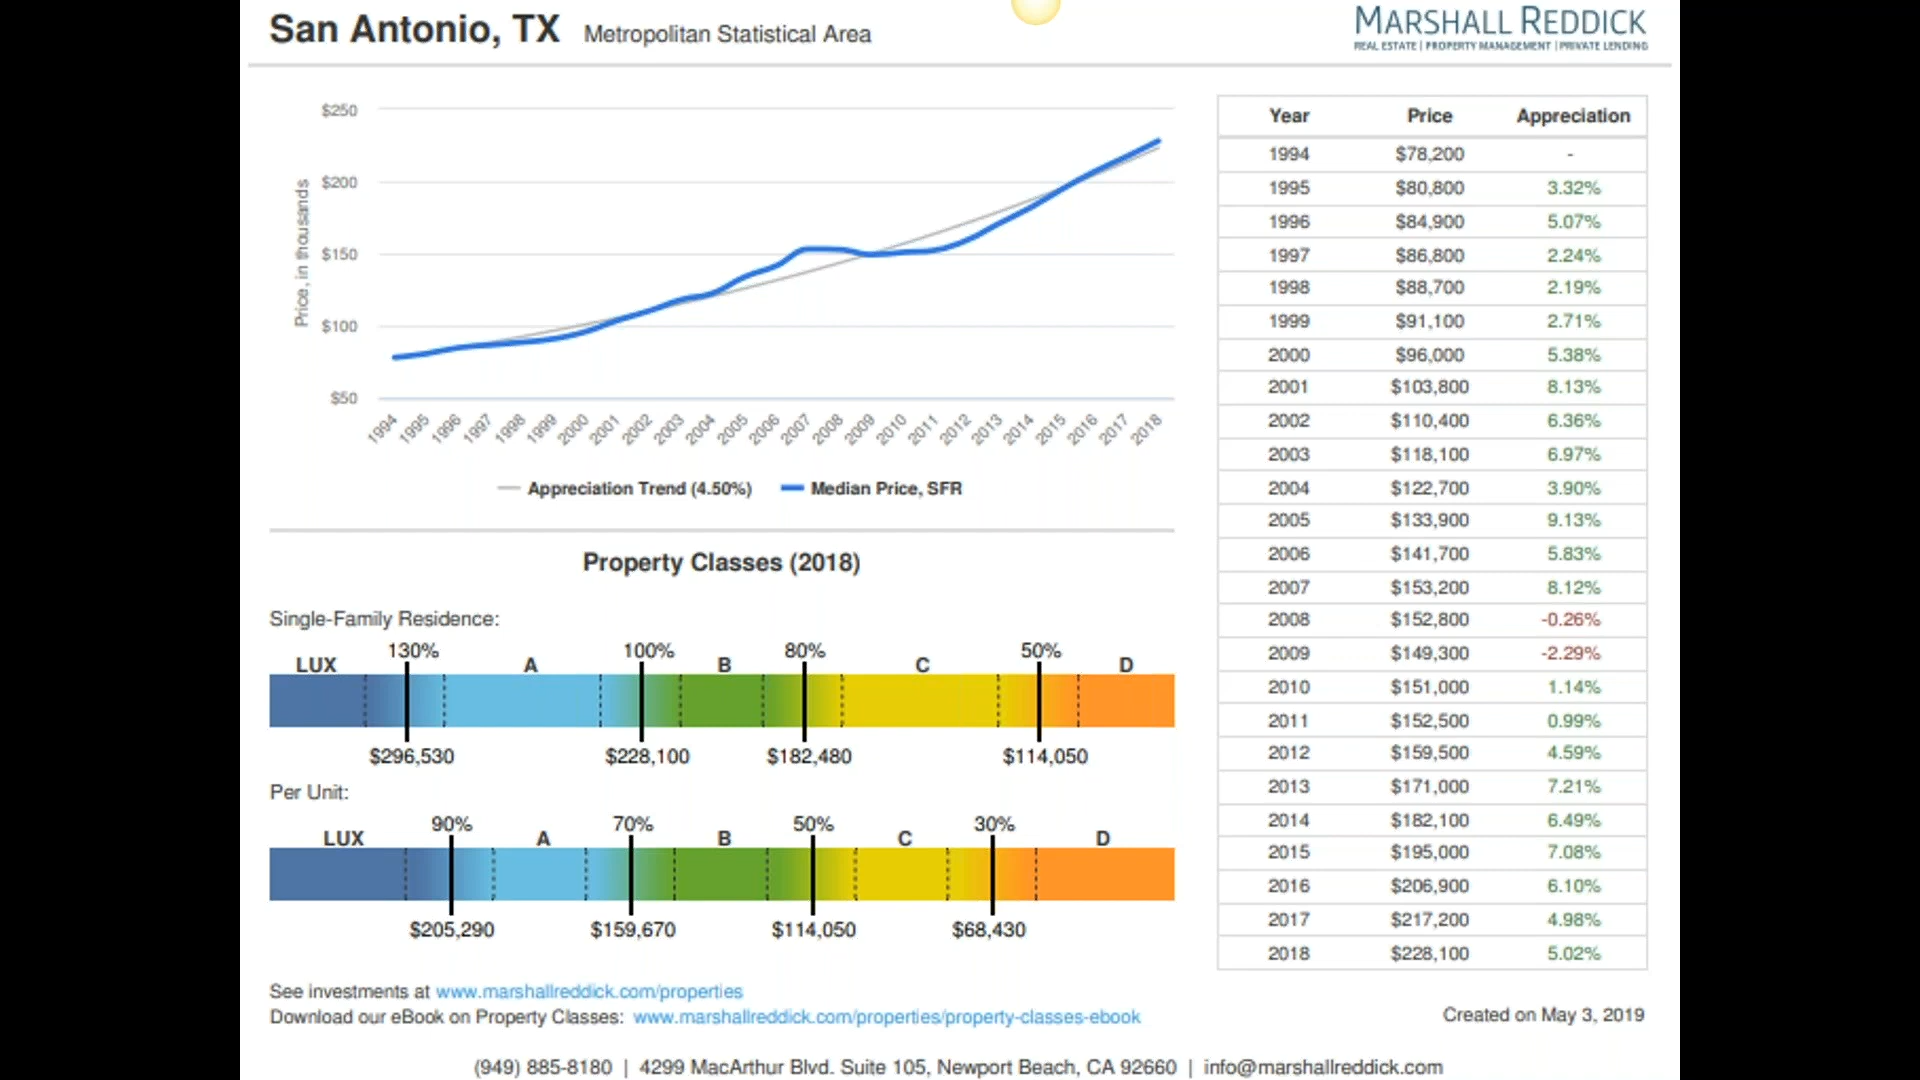 San Antonio, TX Metropolitan Statistical Area
MARSHALL REDDICK
REAL ESTATE | PROPERTY MANAGEMENT | PRIVATE LENDING
$250
$200
$150
$100
$50
Price, in thousands
1994 1995 1996 1997 1998 1999 2000 2001 2002 2003 2004 2005 2006 2007 2008 2009 2010 2011 2012 2013 2014 2015 2016 2017 2018
Appreciation Trend (4.50%) Median Price, SFR
Property Classes (2018)
Single-Family Residence:
130% 100% 80% 50%
LUX A B C D
$296,530 $228,100 $182,480 $114,050
Per Unit:
90% 70% 50% 30%
LUX A B C D
$205,290 $159,670 $114,050 $68,430
Year Price Appreciation
1994 $78,200 -
1995 $80,800 3.32%
1996 $84,900 5.07%
1997 $86,800 2.24%
1998 $88,700 2.19%
1999 $91,100 2.71%
2000 $96,000 5.38%
2001 $103,800 8.13%
2002 $110,400 6.36%
2003 $118,100 6.97%
2004 $122,700 3.90%
2005 $133,900 9.13%
2006 $141,700 5.83%
2007 $153,200 8.12%
2008 $152,800 -0.26%
2009 $149,300 -2.29%
2010 $151,000 1.14%
2011 $152,500 0.99%
2012 $159,500 4.59%
2013 $171,000 7.21%
2014 $182,100 6.49%
2015 $195,000 7.08%
2016 $206,900 6.10%
2017 $217,200 4.98%
2018 $228,100 5.02%
See investments at www.marshallreddick.com/properties
Download our eBook on Property Classes: www.marshallreddick.com/properties/property-classes-ebook
Created on May 3, 2019
(949) 885-8180 | 4299 MacArthur Blvd. Suite 105, Newport Beach, CA 92660 | info@marshallreddick.com